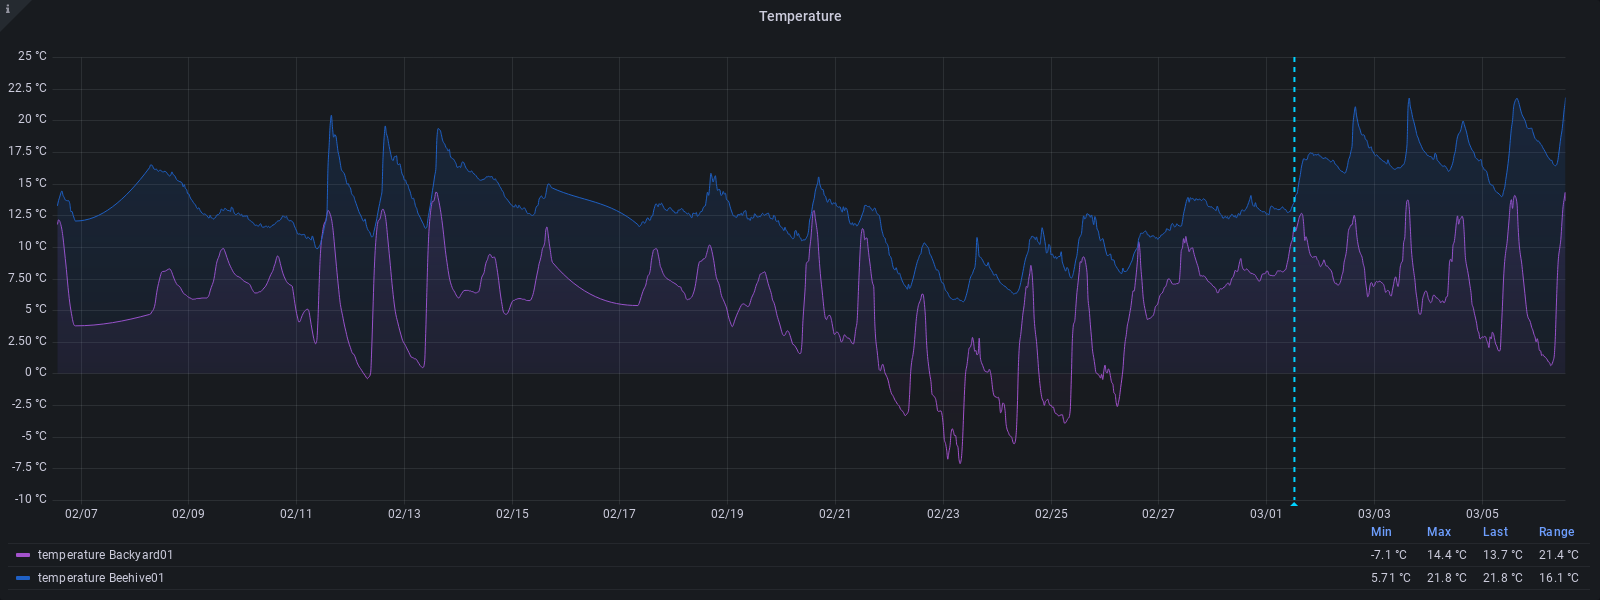 i
Temperature
25 °C
22.5 °C
20 °C
17.5 °C
15 °C
12.5 °C
10 °C
7.50 °C
5 °C
2.50 °C
0 °C
-2.5 °C
-5 °C
-7.5 °C
-10 °C
02/07 02/09 02/11 02/13 02/15 02/17 02/19 02/21 02/23 02/25 02/27 03/01 03/03 03/05
Min Max Last Range
temperature Backyard01 -7.1 °C 14.4 °C 13.7 °C 21.4 °C
temperature Beehive01 5.71 °C 21.8 °C 21.8 °C 16.1 °C